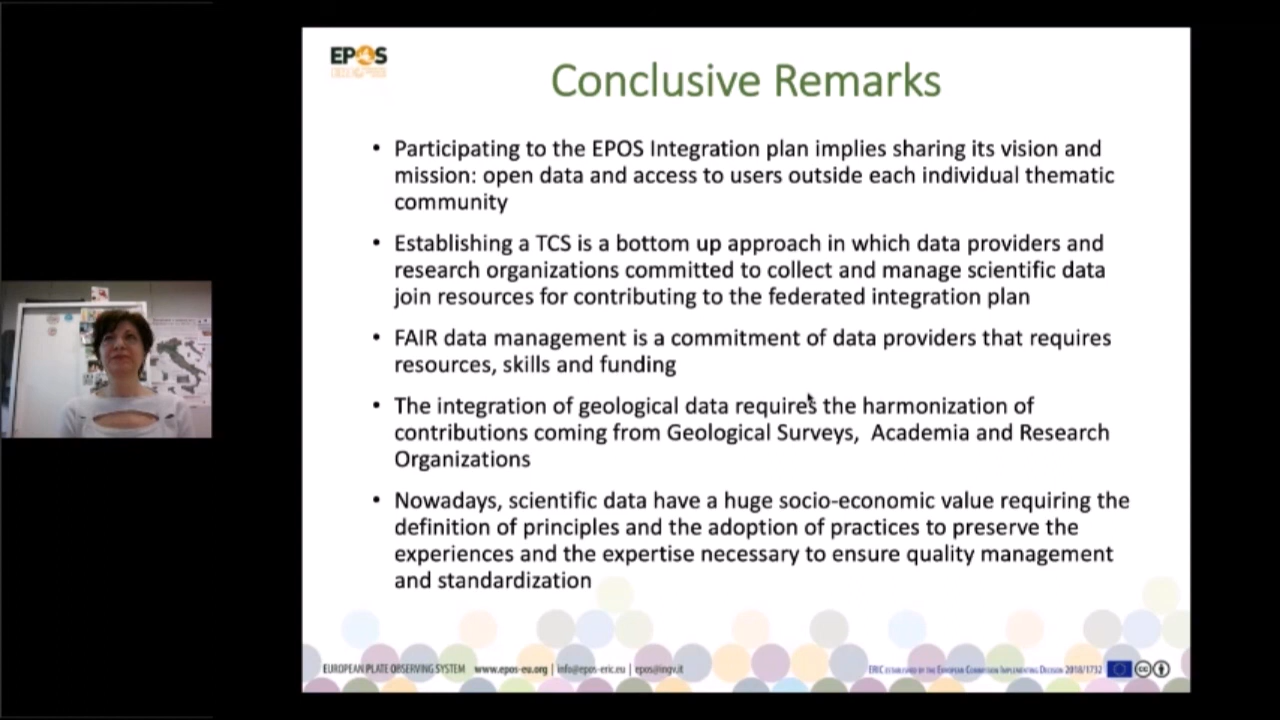 EPOS
Conclusive Remarks
• Participating to the EPOS Integration plan implies sharing its vision and
mission: open data and access to users outside each individual thematic
community
• Establishing a TCS is a bottom up approach in which data providers and
research organizations committed to collect and manage scientific data
join resources for contributing to the federated integration plan
• FAIR data management is a commitment of data providers that requires
resources, skills and funding
• The integration of geological data requires the harmonization of
contributions coming from Geological Surveys, Academia and Research
Organizations
• Nowadays, scientific data have a huge socio-economic value requiring the
definition of principles and the adoption of practices to preserve the
experiences and the expertise necessary to ensure quality management
and standardization
EUROPEAN PLATE OBSERVING SYSTEM www.epos-eu.org | info@epos-eric.eu | epos@ingv.it
ERIC ESTABLISHED BY THE EUROPEAN COMMISSION IMPLEMENTING DECISION 2018/1732
cc